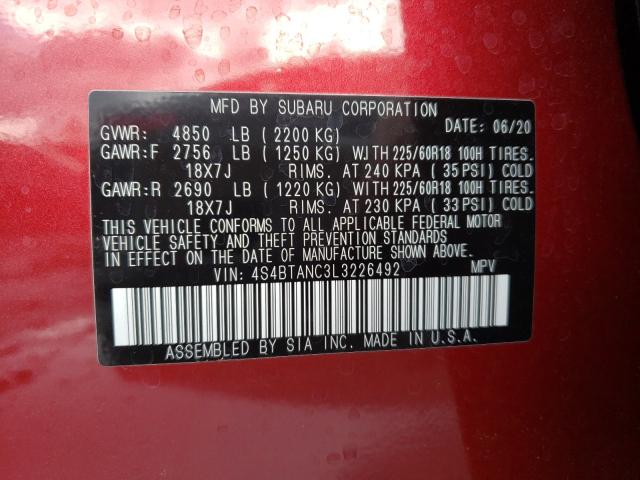 MFD BY SUBARU CORPORATION
GVWR: 4850 LB (2200 KG) DATE: 06/20
GAWR:F 2756 LB (1250 KG) WITH 225/60R18 100H TIRES.
18X7J RIMS. AT 240 KPA (35 PSI) COLD
GAWR:R 2690 LB (1220 KG) WITH 225/60R18 100H TIRES.
18X7J RIMS. AT 230 KPA (33 PSI) COLD
THIS VEHICLE CONFORMS TO ALL APPLICABLE FEDERAL MOTOR
VEHICLE SAFETY AND THEFT PREVENTION STANDARDS
IN EFFECT ON THE DATE OF MANUFACTURE SHOWN ABOVE.
VIN: 4S4BTANC3L3226492 MPV
ASSEMBLED BY SIA INC. MADE IN U.S.A.